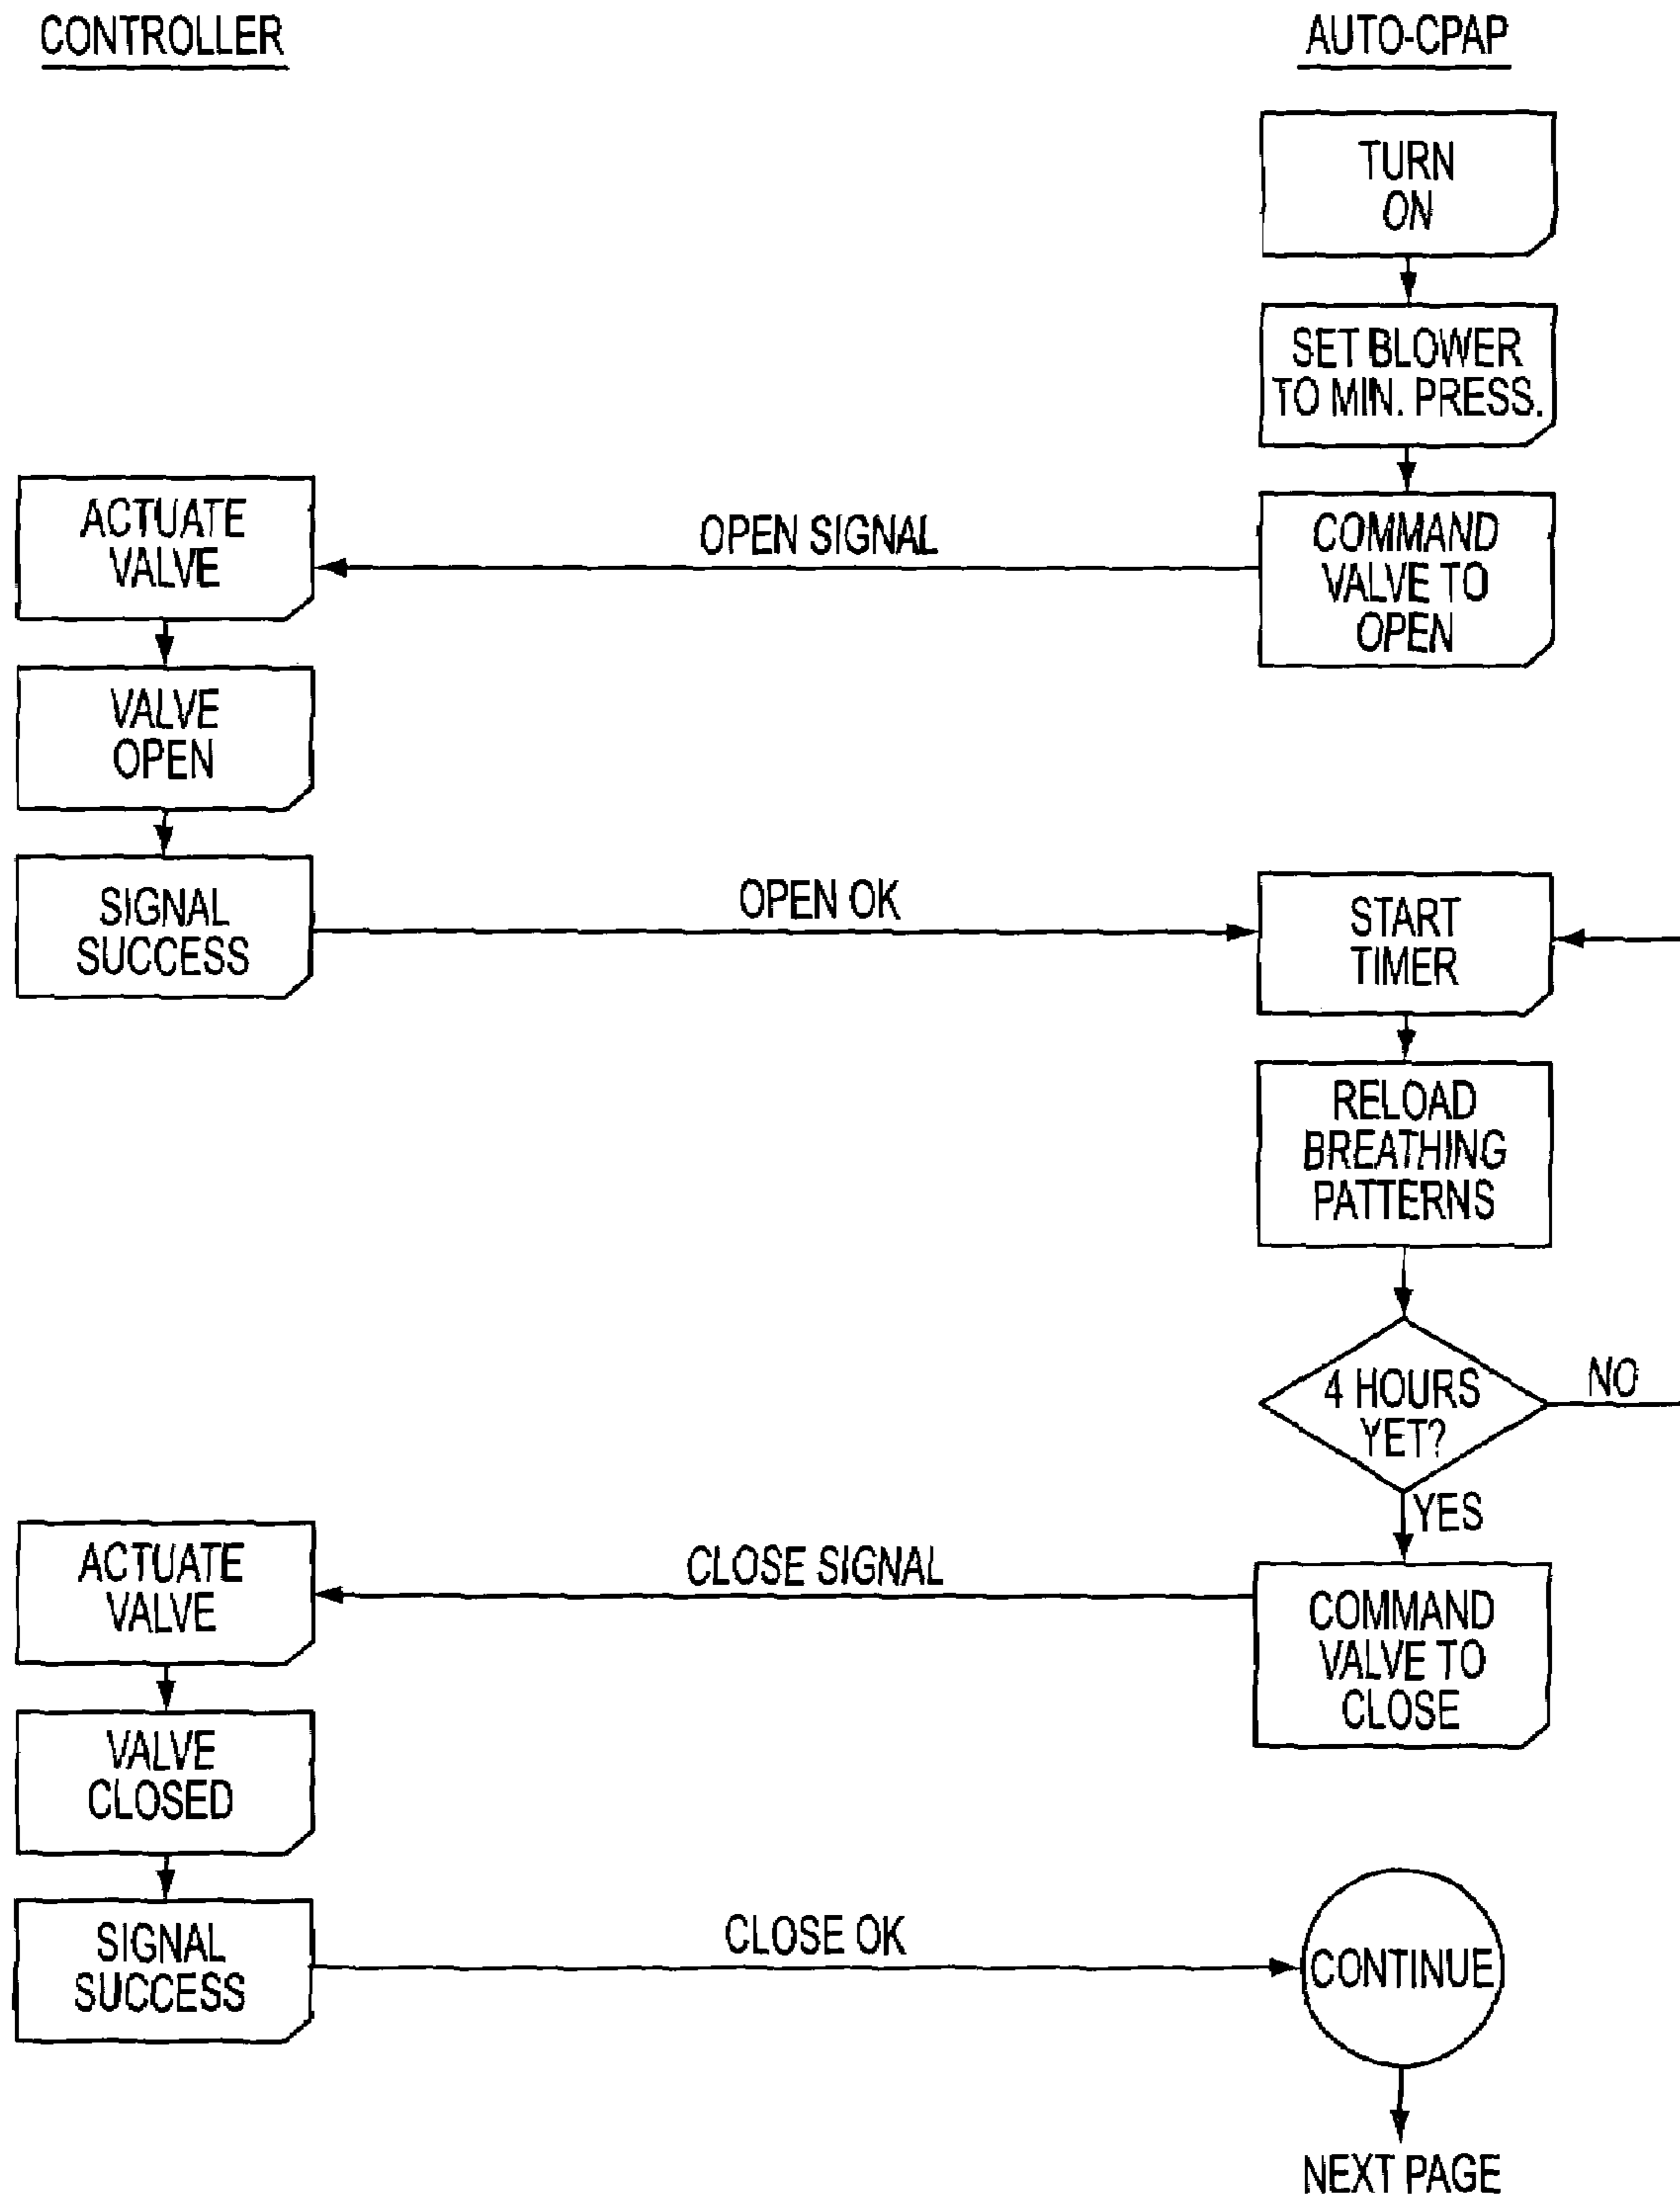 CONTROLLER
AUTO-CPAP
TURN
ON
SET BLOWER
TO MIN. PRESS.
COMMAND
VALVE TO
OPEN
OPEN SIGNAL
ACTUATE
VALVE
VALVE
OPEN
SIGNAL
SUCCESS
OPEN OK
START
TIMER
RELOAD
BREATHING
PATTERNS
4 HOURS
YET?
NO
YES
COMMAND
VALVE TO
CLOSE
CLOSE SIGNAL
ACTUATE
VALVE
VALVE
CLOSED
SIGNAL
SUCCESS
CLOSE OK
CONTINUE
NEXT PAGE